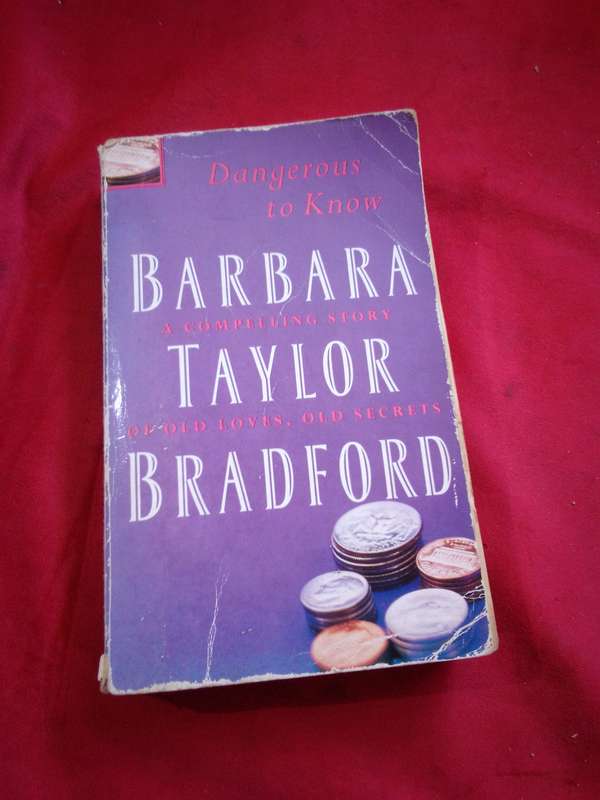 Dangerous
to Know
BARBARA
A COMPELLING STORY
TAYLOR
OF OLD LOVES, OLD SECRETS
BRADFORD